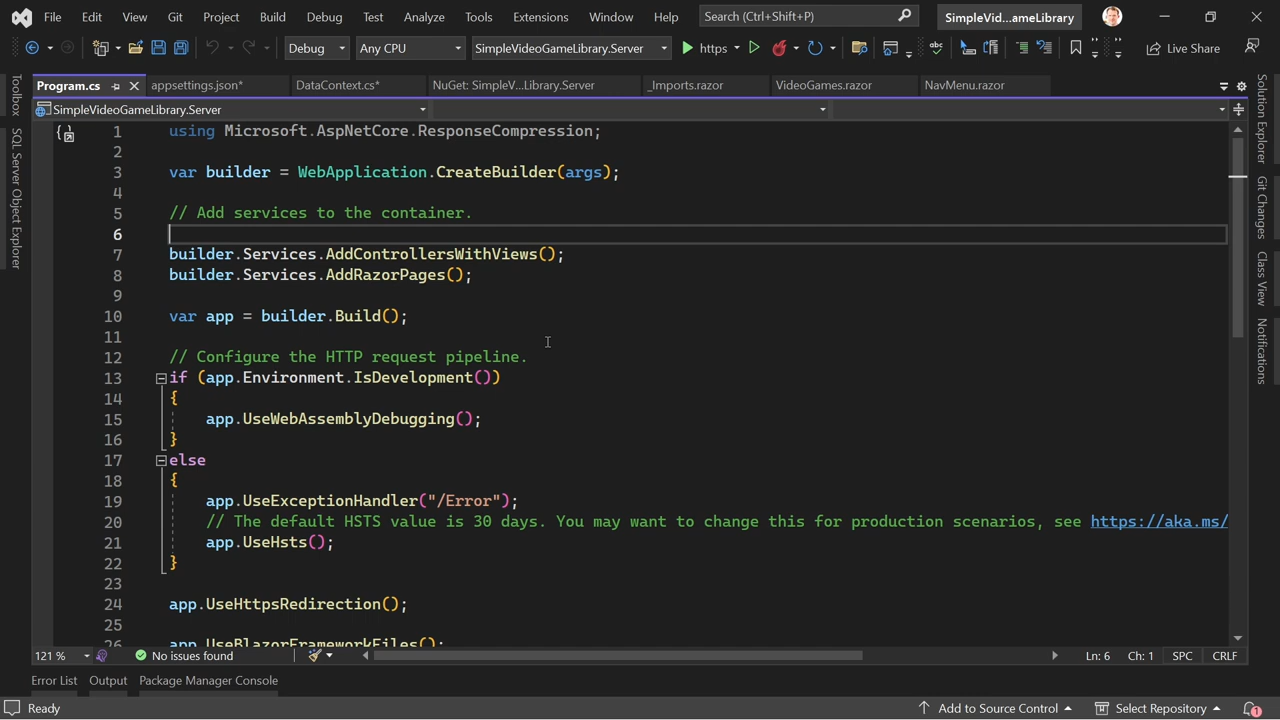 File Edit View Git Project Build Debug Test Analyze Tools Extensions Window Help Search (Ctrl+Shift+P) SimpleVid...ameLibrary
Debug Any CPU SimpleVideoGameLibrary.Server https Live Share
Program.cs appsettings.json* DataContext.cs* NuGet: SimpleV...Library.Server _Imports.razor VideoGames.razor NavMenu.razor
SimpleVideoGameLibrary.Server
Toolbox
SQL Server Object Explorer
1 using Microsoft.AspNetCore.ResponseCompression;
2
3 var builder = WebApplication.CreateBuilder(args);
4
5 // Add services to the container.
6
7 builder.Services.AddControllersWithViews();
8 builder.Services.AddRazorPages();
9
10 var app = builder.Build();
11
12 // Configure the HTTP request pipeline.
13 if (app.Environment.IsDevelopment())
14 {
15 app.UseWebAssemblyDebugging();
16 }
17 else
18 {
19 app.UseExceptionHandler("/Error");
20 // The default HSTS value is 30 days. You may want to change this for production scenarios, see https://aka.ms/
21 app.UseHsts();
22 }
23
24 app.UseHttpsRedirection();
25
26 app.UseBlazorFrameworkFiles();
Solution Explorer
Git Changes
Class View
Notifications
121 % No issues found Ln: 6 Ch: 1 SPC CRLF
Error List Output Package Manager Console
Ready Add to Source Control Select Repository 1